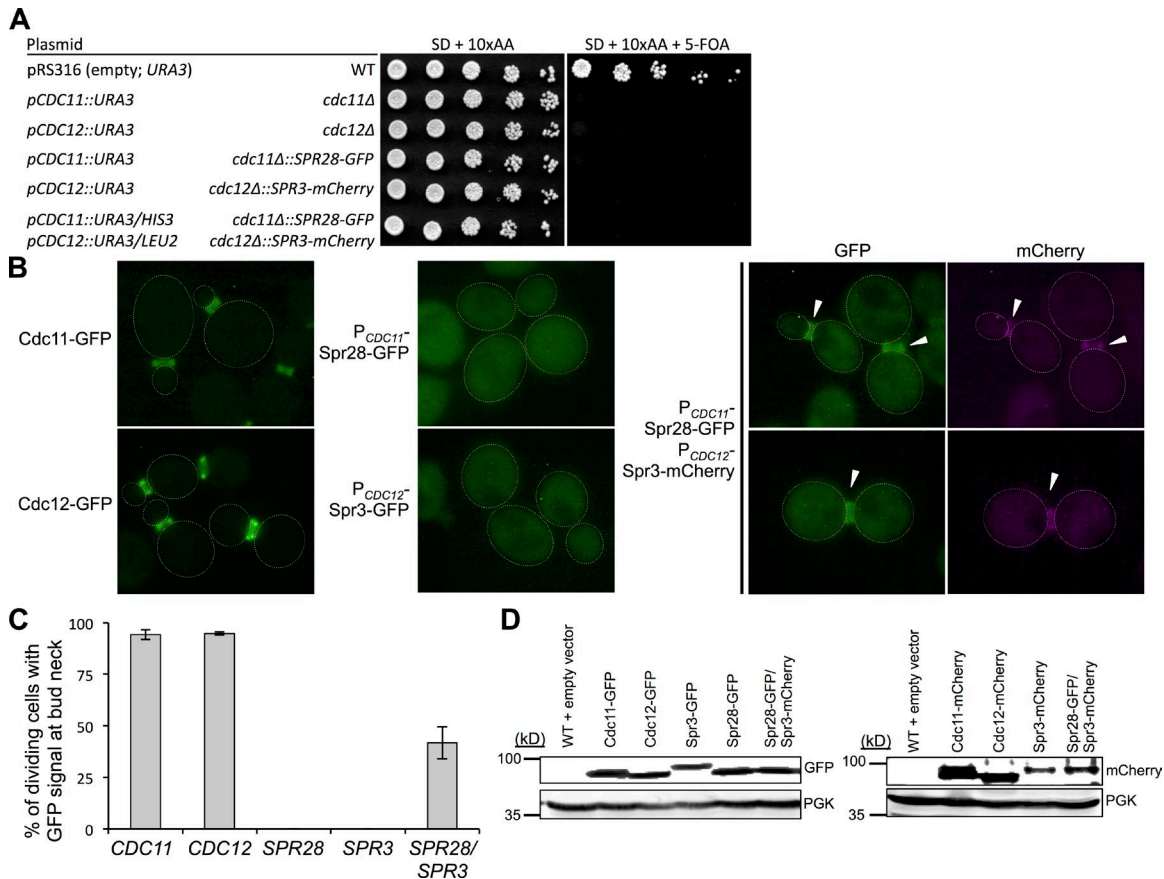 A
Plasmid SD + 10xAA SD + 10xAA + 5-FOA
pRS316 (empty; URA3) WT
pCDC11::URA3 cdc11Δ
pCDC12::URA3 cdc12Δ
pCDC11::URA3 cdc11Δ::SPR28-GFP
pCDC12::URA3 cdc12Δ::SPR3-mCherry
pCDC11::URA3/HIS3 cdc11Δ::SPR28-GFP
pCDC12::URA3/LEU2 cdc12Δ::SPR3-mCherry
B
GFP mCherry
Cdc11-GFP
PCDC11-
Spr28-GFP
Cdc12-GFP
PCDC12-
Spr3-GFP
PCDC11-
Spr28-GFP
PCDC12-
Spr3-mCherry
C
% of dividing cells with
GFP signal at bud neck
100
75
50
25
0
CDC11 CDC12 SPR28 SPR3 SPR28/
SPR3
D
(kD)
WT + empty vector
Cdc11-GFP
Cdc12-GFP
Spr3-GFP
Spr28-GFP
Spr28-GFP/
Spr3-mCherry
100
GFP
PGK
35
(kD)
WT + empty vector
Cdc11-mCherry
Cdc12-mCherry
Spr3-mCherry
Spr28-GFP/
Spr3-mCherry
100
mCherry
PGK
35